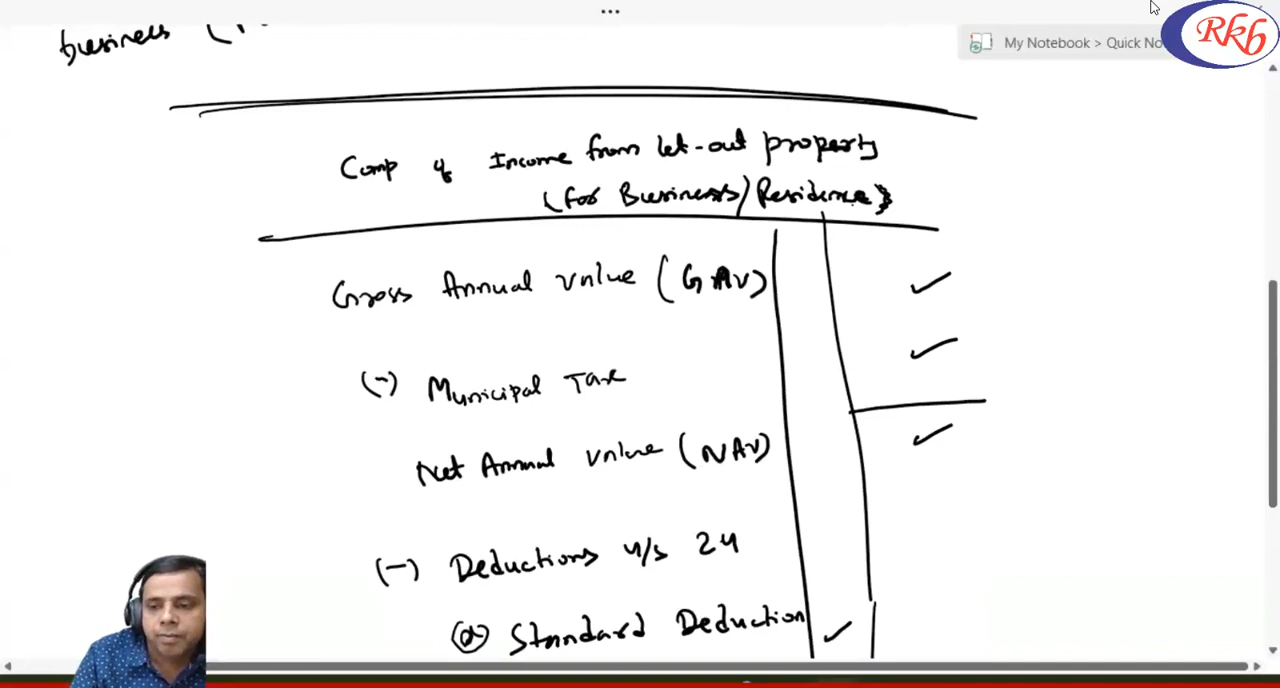 ...
My Notebook > Quick No
Rkb
business (
Comp of Income from let-out property
(for Business/Residence)
Gross Annual value (GAV)
(-) Municipal Tax
Net Annual value (NAV)
(-) Deductions u/s 24
(a) Standard Deduction